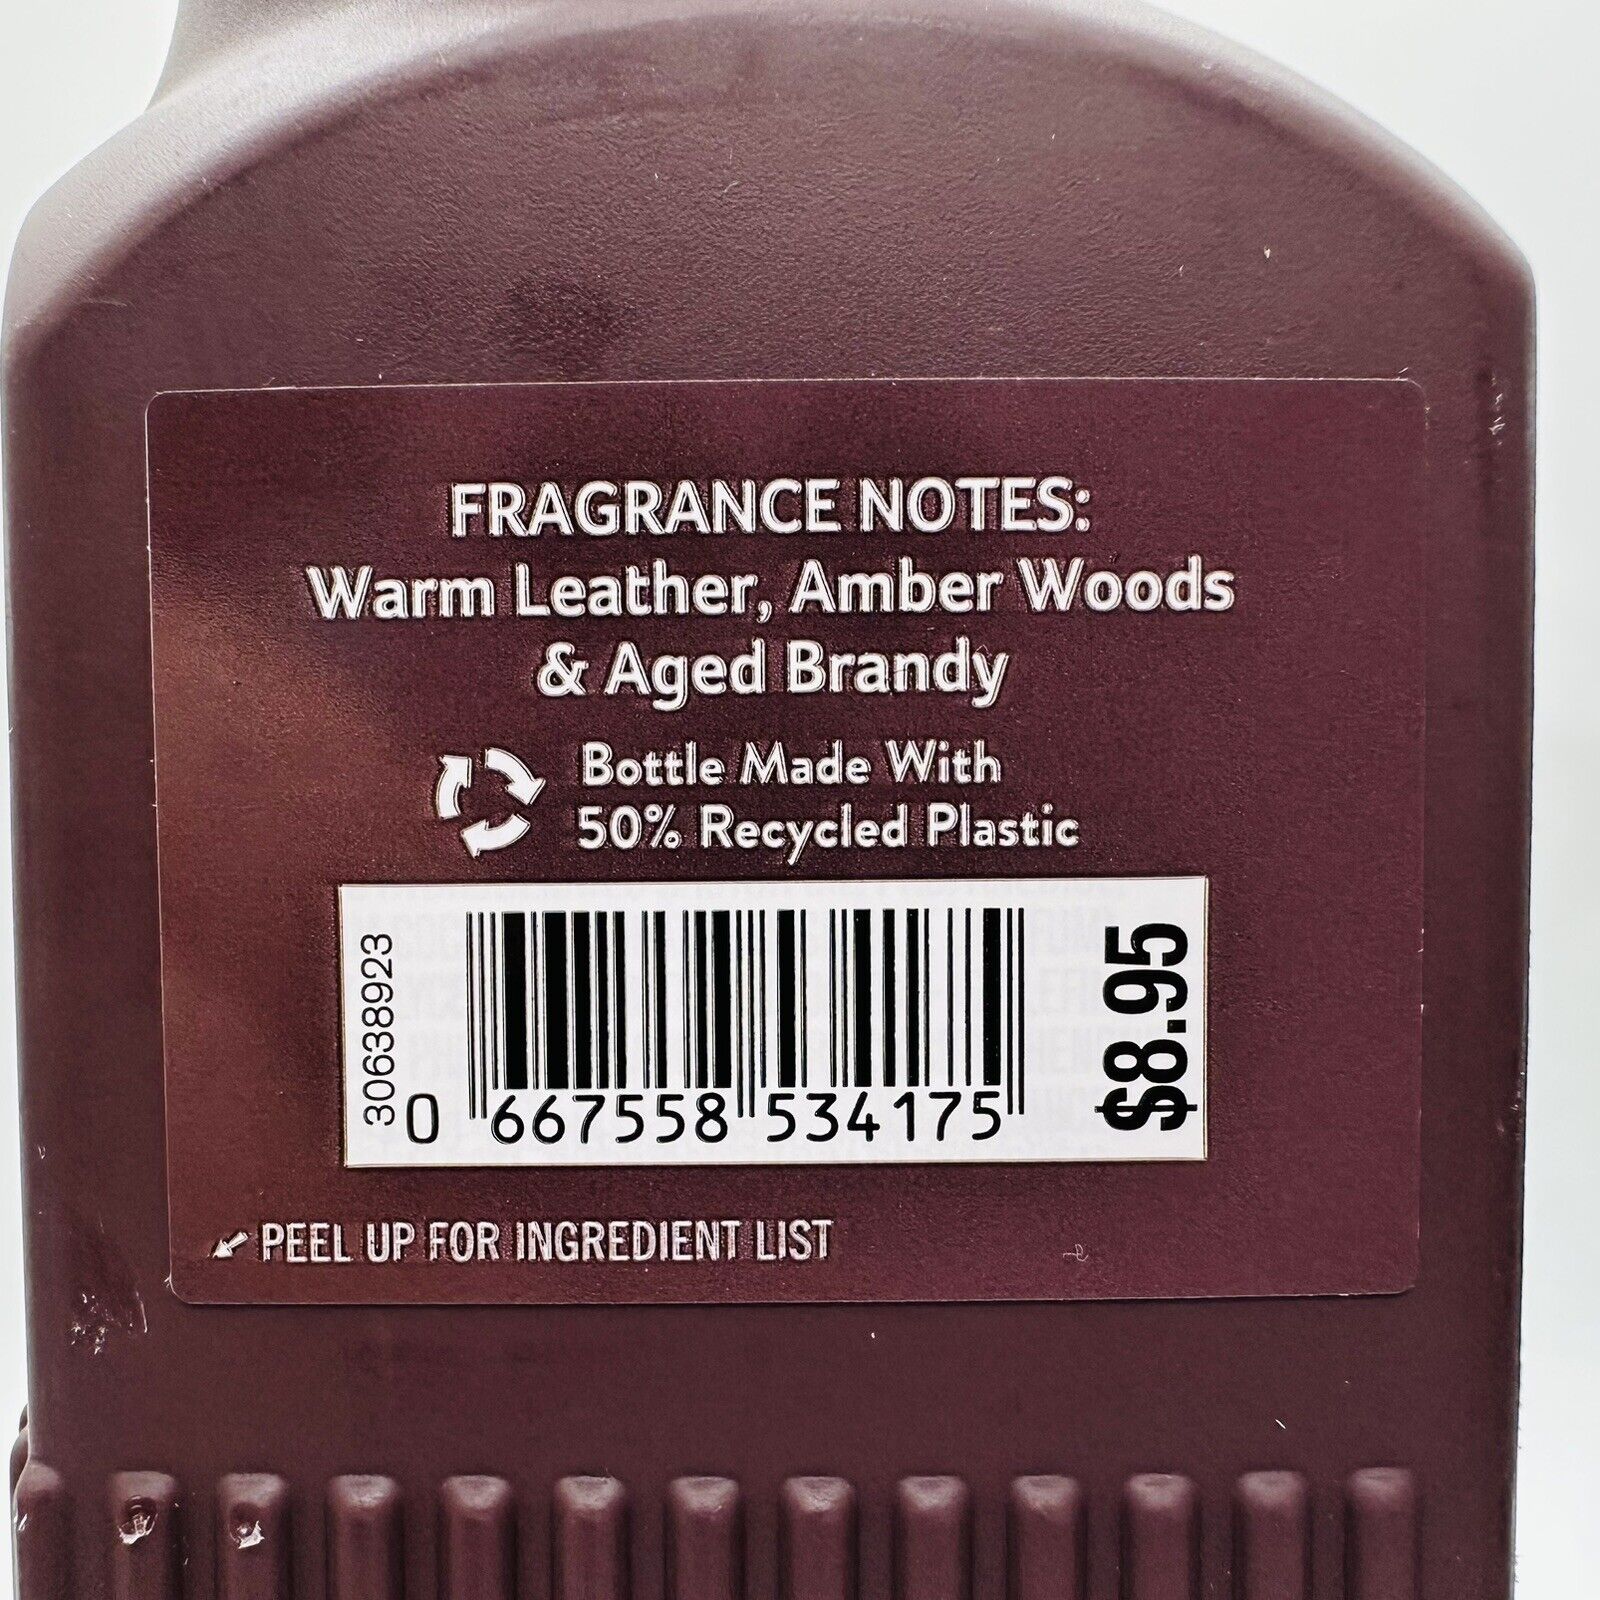 FRAGRANCE NOTES:
Warm Leather, Amber Woods
& Aged Brandy
Bottle Made With
50% Recycled Plastic
30638923
0 667558 534175
$8.95
PEEL UP FOR INGREDIENT LIST